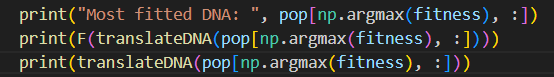 print("Most fitted DNA: ", pop[np.argmax(fitness), :])
print(F(translateDNA(pop[np.argmax(fitness), :])))
print(translateDNA(pop[np.argmax(fitness), :]))